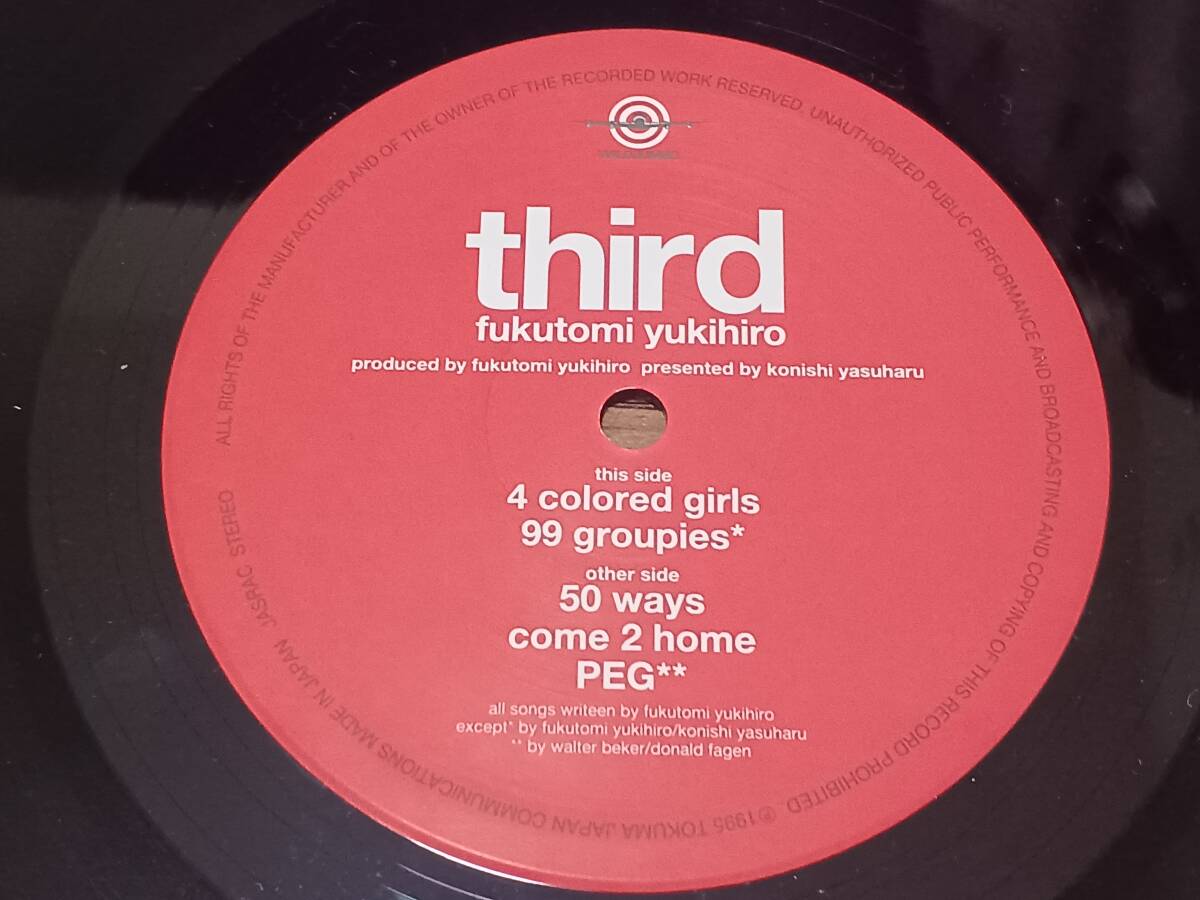 ALL RIGHTS OF THE MANUFACTURER AND OF THE OWNER OF THE RECORDED WORK RESERVED. UNAUTHORIZED PUBLIC PERFORMANCE AND BROADCASTING AND COPYING OF THIS RECORD PROHIBITED
third
fukutomi yukihiro
produced by fukutomi yukihiro presented by konishi yasuharu
this side
4 colored girls
99 groupies*
other side
50 ways
come 2 home
PEG**
all songs writeen by fukutomi yukihiro
except* by fukutomi yukihiro/konishi yasuharu
** by walter beker/donald fagen
℗1995 TOKUMA JAPAN COMMUNICATIONS MADE IN JAPAN JASRAC STEREO